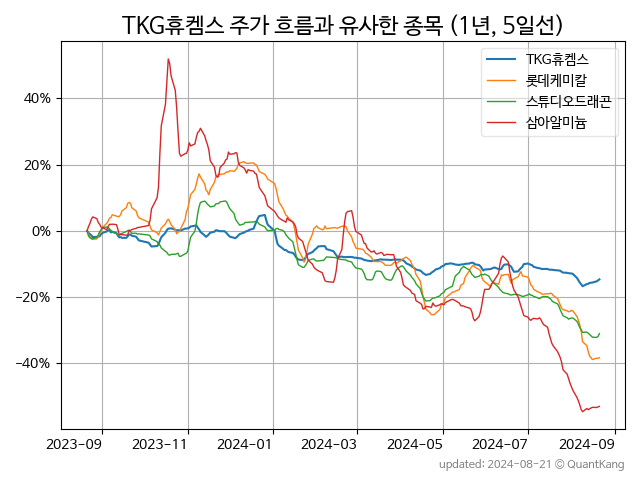 TKG휴켐스 주가 흐름과 유사한 종목 (1년, 5일선)
TKG휴켐스
롯데케미칼
스튜디오드래곤
삼아알미늄
40%
20%
0%
−20%
−40%
2023-09 2023-11 2024-01 2024-03 2024-05 2024-07 2024-09
updated: 2024-08-21 © QuantKang